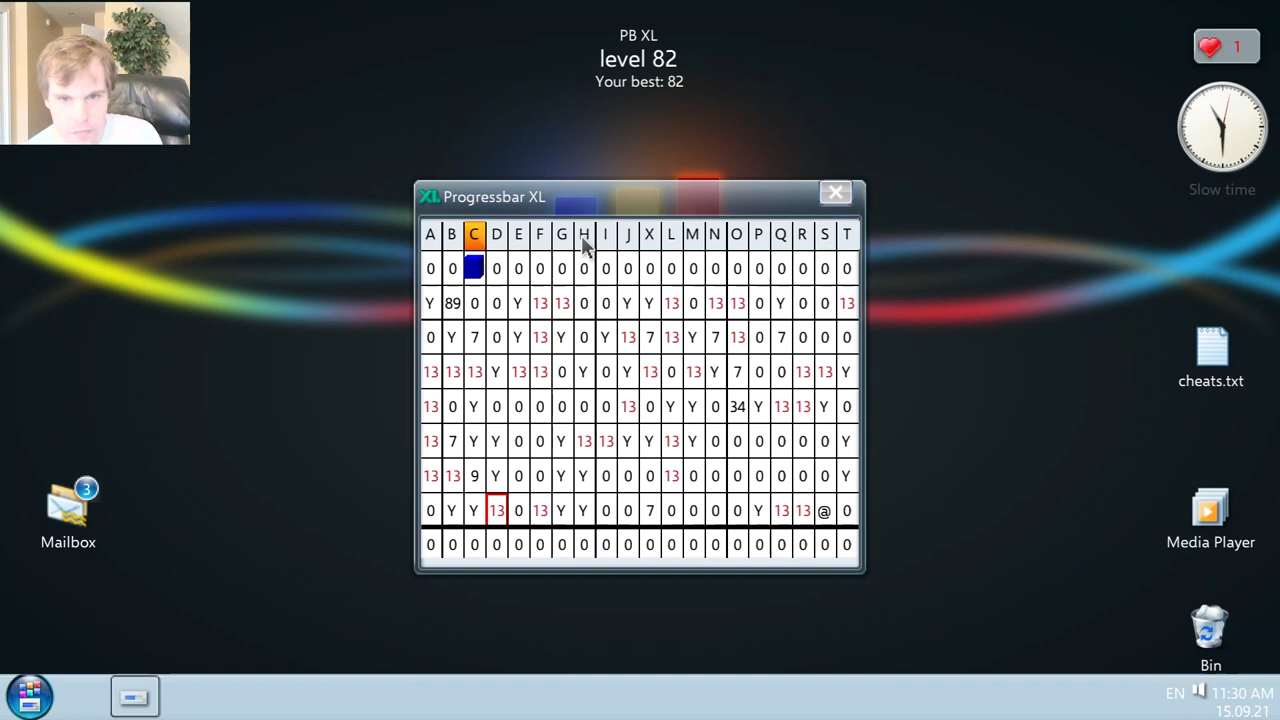 PB XL
level 82
Your best: 82
1
Slow time
XL Progressbar XL
A B C D E F G H I J X L M N O P Q R S T
0 0 0 0 0 0 0 0 0 0 0 0 0 0 0 0 0 0 0
Y 89 0 0 Y 13 13 0 0 Y Y 13 0 13 13 0 Y 0 0 13
0 Y 7 0 Y 13 Y 0 Y 13 7 13 Y 7 13 0 7 0 0 0
13 13 13 Y 13 13 0 Y 0 Y 13 0 13 Y 7 0 0 13 13 Y
13 0 Y 0 0 0 0 0 0 13 0 Y Y 0 34 Y 13 13 Y 0
13 7 Y Y 0 0 Y 13 13 Y Y 13 Y 0 0 0 0 0 0 Y
13 13 9 Y 0 0 Y Y 0 0 0 13 0 0 0 0 0 0 0 Y
0 Y Y 13 0 13 Y Y 0 0 7 0 0 0 0 Y 13 13 @ 0
0 0 0 0 0 0 0 0 0 0 0 0 0 0 0 0 0 0 0 0
cheats.txt
3
Mailbox
Media Player
Bin
EN 11:30 AM
15.09.21